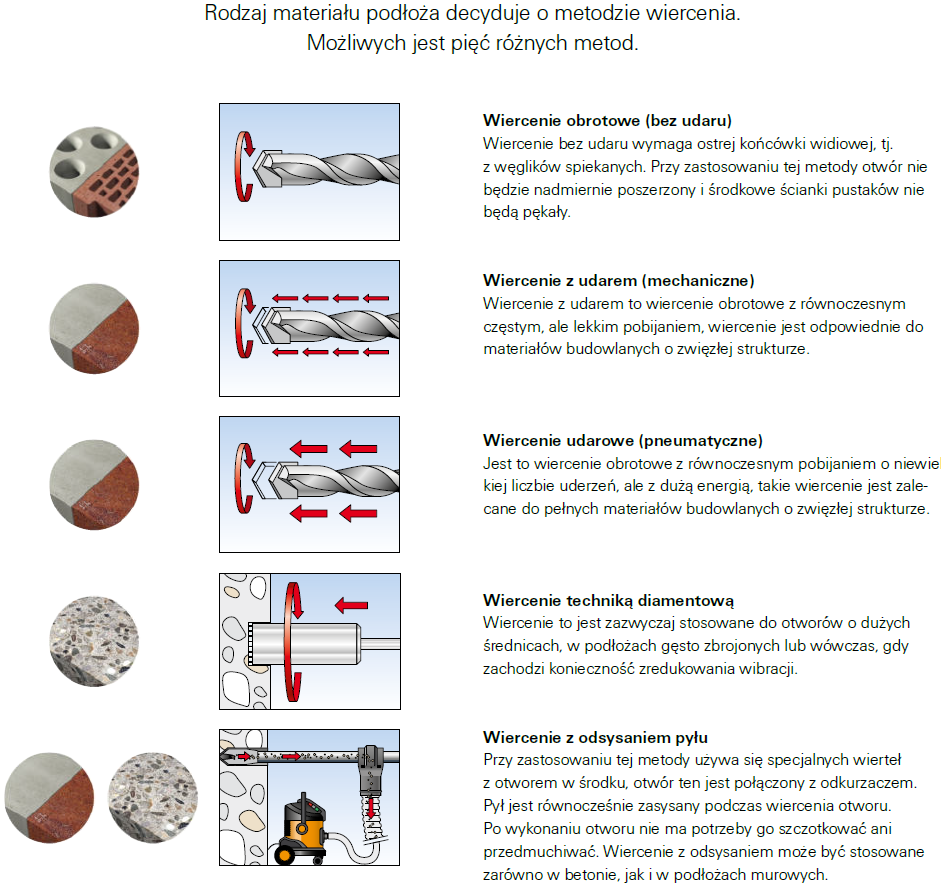 Rodzaj materiału podłoża decyduje o metodzie wiercenia.
Możliwych jest pięć różnych metod.
Wiercenie obrotowe (bez udaru)
Wiercenie bez udaru wymaga ostrej końcówki widiowej, tj.
z węglików spiekanych. Przy zastosowaniu tej metody otwór nie
będzie nadmiernie poszerzony i środkowe ścianki pustaków nie
będą pękały.
Wiercenie z udarem (mechaniczne)
Wiercenie z udarem to wiercenie obrotowe z równoczesnym
częstym, ale lekkim pobijaniem, wiercenie jest odpowiednie do
materiałów budowlanych o zwięzłej strukturze.
Wiercenie udarowe (pneumatyczne)
Jest to wiercenie obrotowe z równoczesnym pobijaniem o niewiel
kiej liczbie uderzeń, ale z dużą energią, takie wiercenie jest zale-
cane do pełnych materiałów budowlanych o zwięzłej strukturze.
Wiercenie techniką diamentową
Wiercenie to jest zazwyczaj stosowane do otworów o dużych
średnicach, w podłożach gęsto zbrojonych lub wówczas, gdy
zachodzi konieczność zredukowania wibracji.
Wiercenie z odsysaniem pyłu
Przy zastosowaniu tej metody używa się specjalnych wierteł
z otworem w środku, otwór ten jest połączony z odkurzaczem.
Pył jest równocześnie zasysany podczas wiercenia otworu.
Po wykonaniu otworu nie ma potrzeby go szczotkować ani
przedmuchiwać. Wiercenie z odsysaniem może być stosowane
zarówno w betonie, jak i w podłożach murowych.